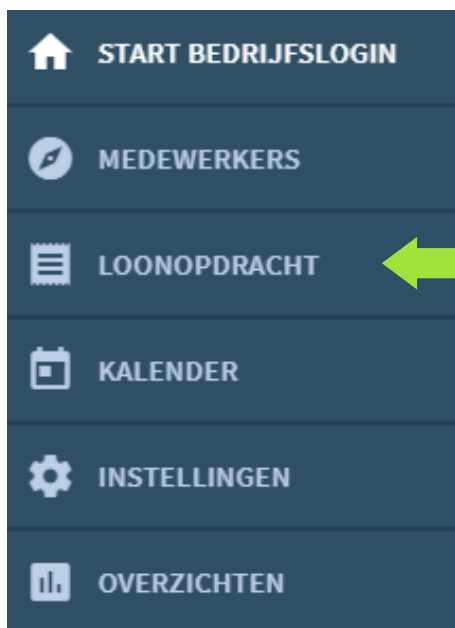 START BEDRIJFSLOGIN
MEDEWERKERS
LOONOPDRACHT
KALENDER
INSTELLINGEN
OVERZICHTEN